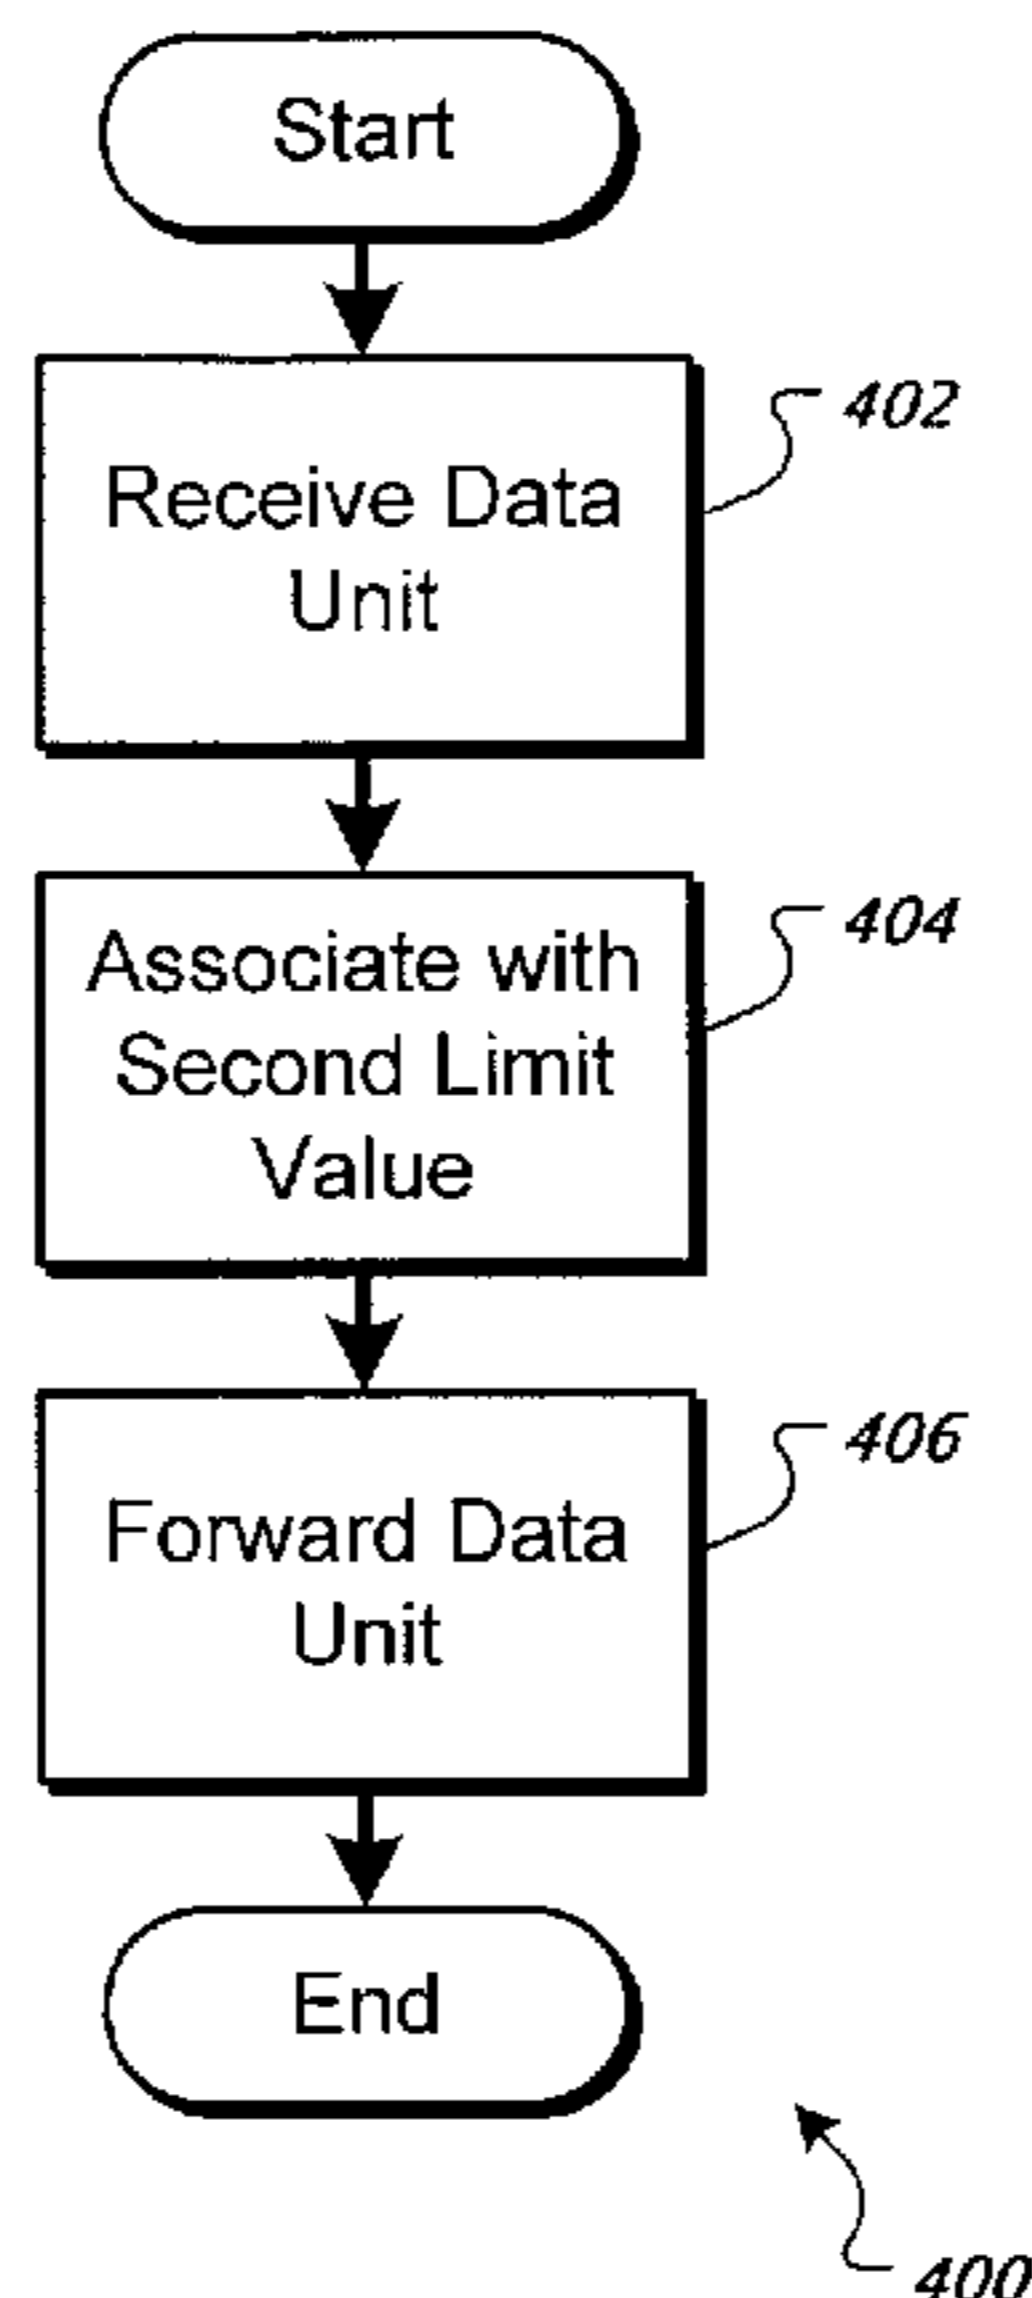 Start
Receive Data
Unit
402
Associate with
Second Limit
Value
404
Forward Data
Unit
406
End
400